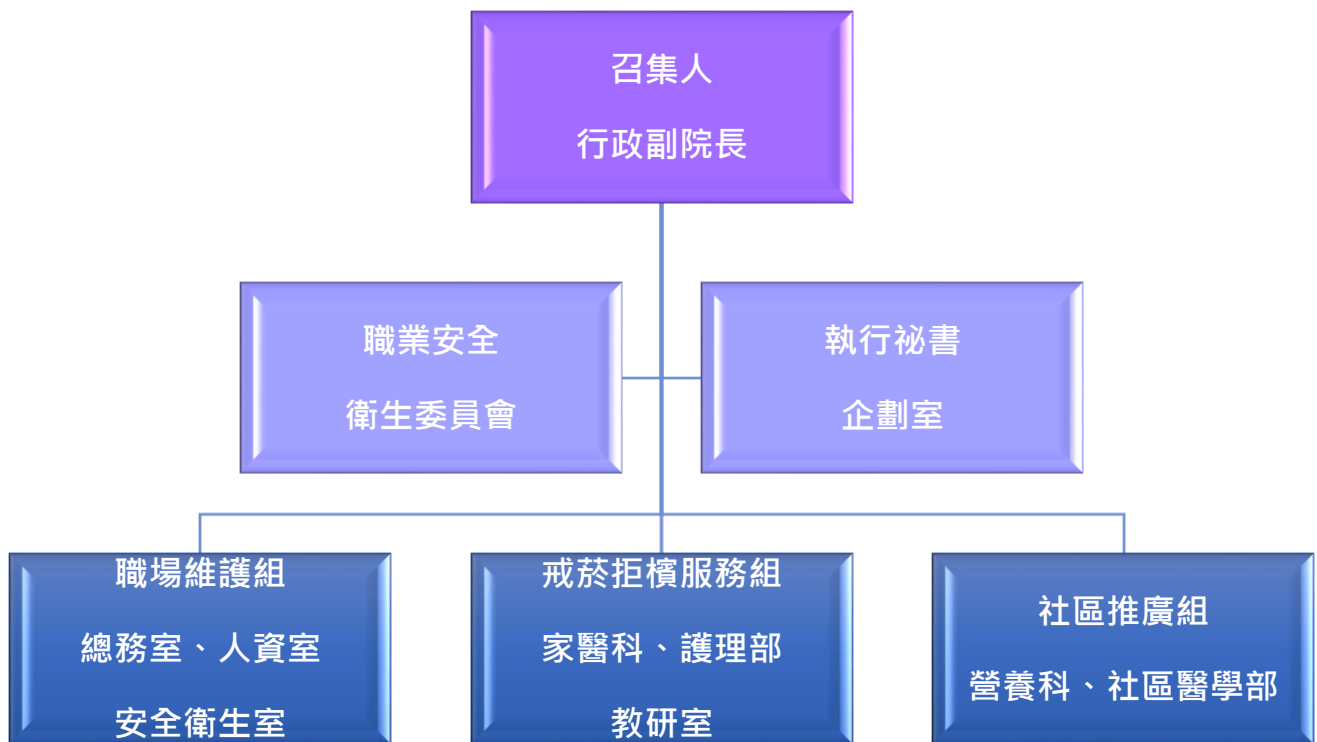 召集人
行政副院長
職業安全
衛生委員會
執行祕書
企劃室
職場維護組
總務室、人資室
安全衛生室
戒菸拒檳服務組
家醫科、護理部
教研室
社區推廣組
營養科、社區醫學部